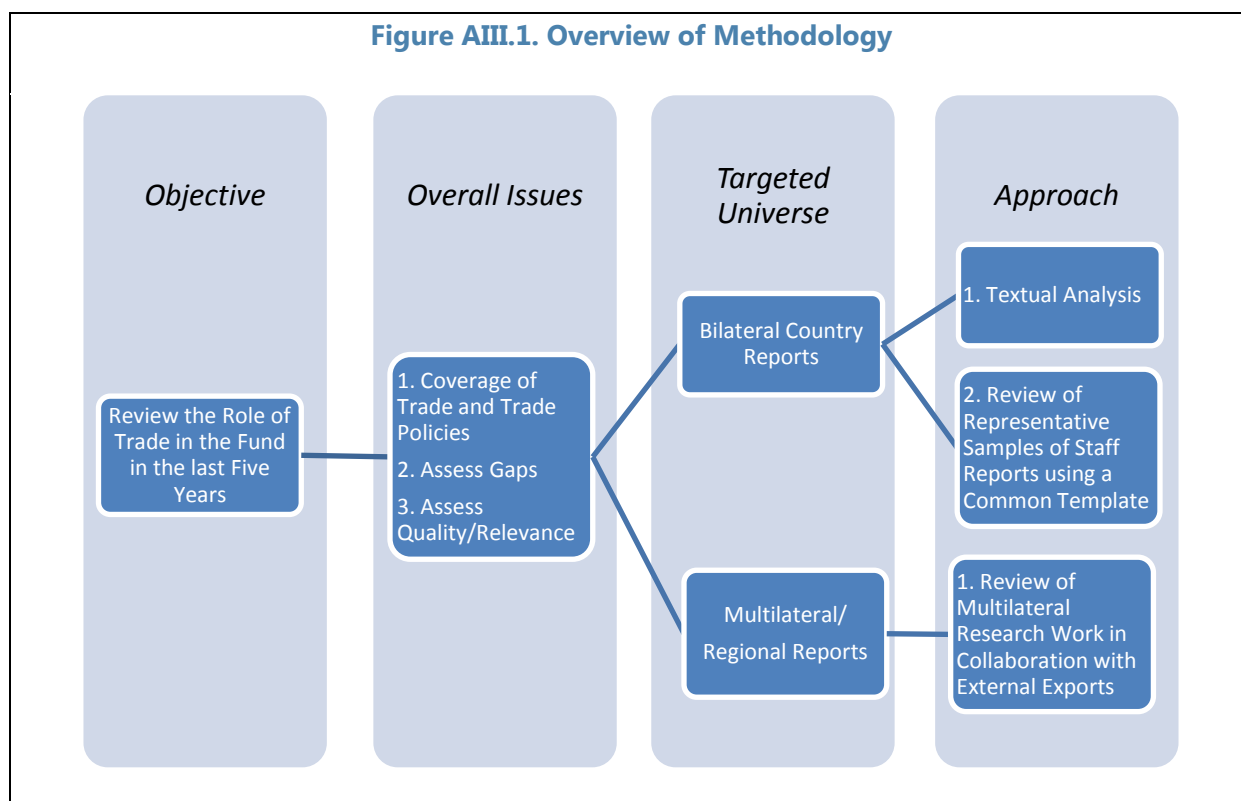 Figure AIII.1. Overview of Methodology
Objective
Review the Role of
Trade in the Fund
in the last Five
Years
Overall Issues
1. Coverage of
Trade and Trade
Policies
2. Assess Gaps
3. Assess
Quality/Relevance
Targeted
Universe
Bilateral Country
Reports
Multilateral/
Regional Reports
Approach
1. Textual Analysis
2. Review of
Representative
Samples of Staff
Reports using a
Common Template
1. Review of
Multilateral
Research Work in
Collaboration with
External Exports